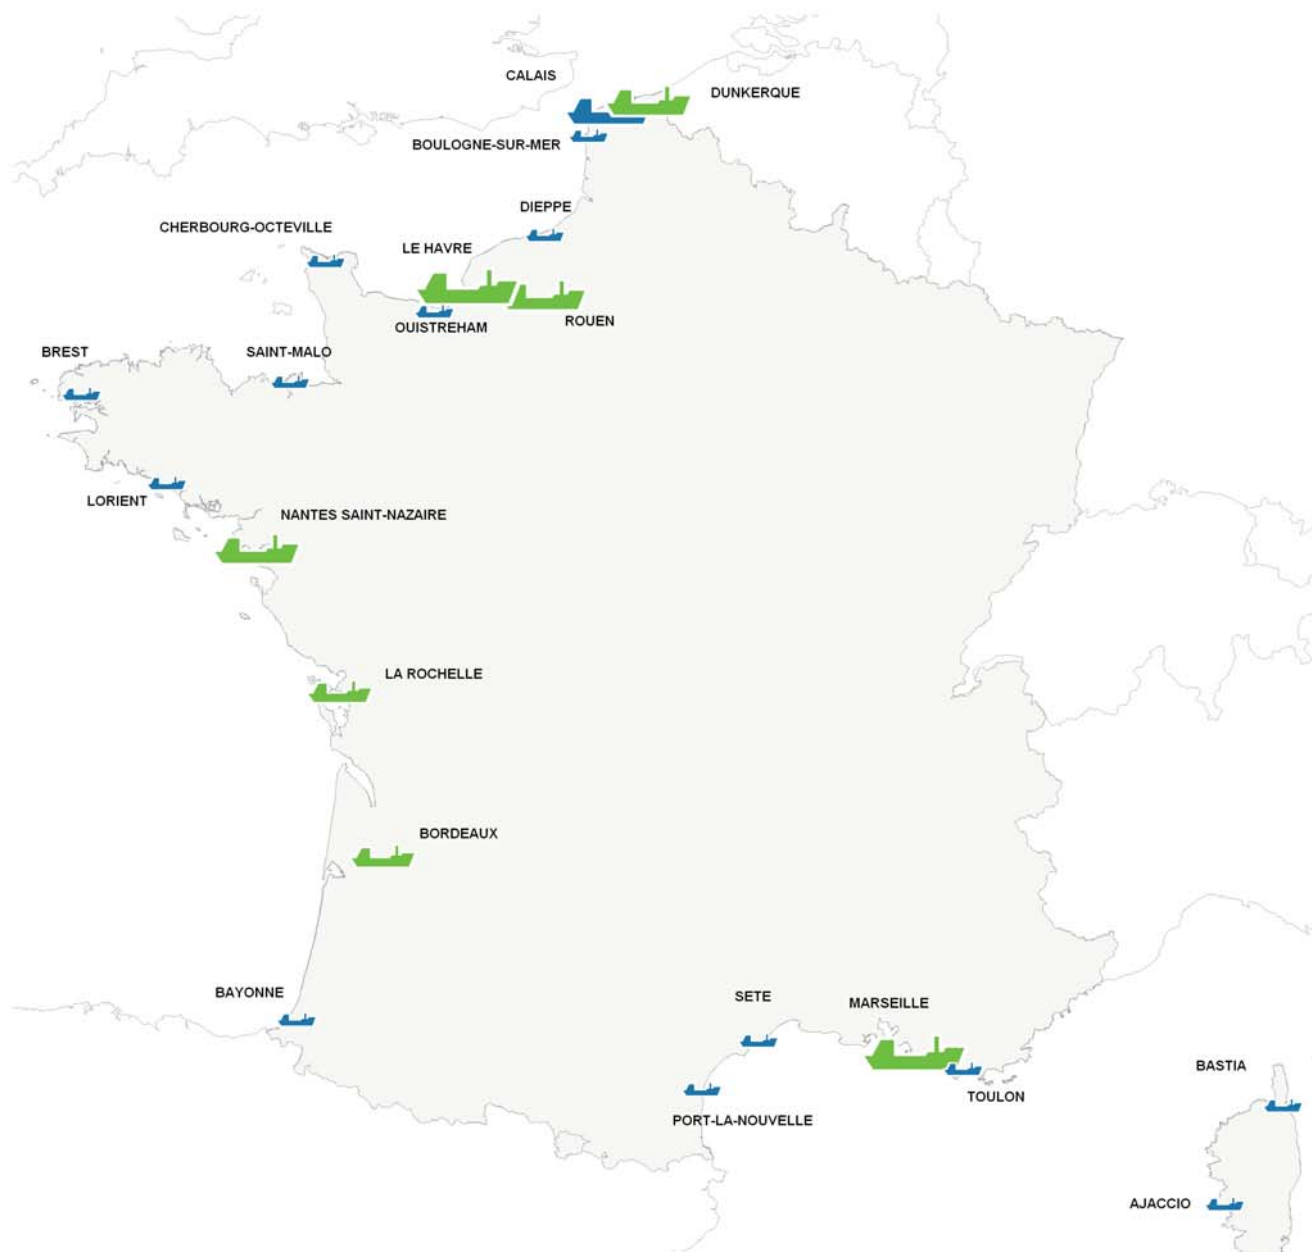 CALAIS
DUNKERQUE
BOULOGNE-SUR-MER
DIEPPE
CHERBOURG-OCTEVILLE
LE HAVRE
OUISTREHAM
ROUEN
BREST
SAINT-MALO
LORIENT
NANTES SAINT-NAZAIRE
LA ROCHELLE
BORDEAUX
BAYONNE
SETE
MARSEILLE
BASTIA
TOULON
PORT-LA-NOUVELLE
AJACCIO